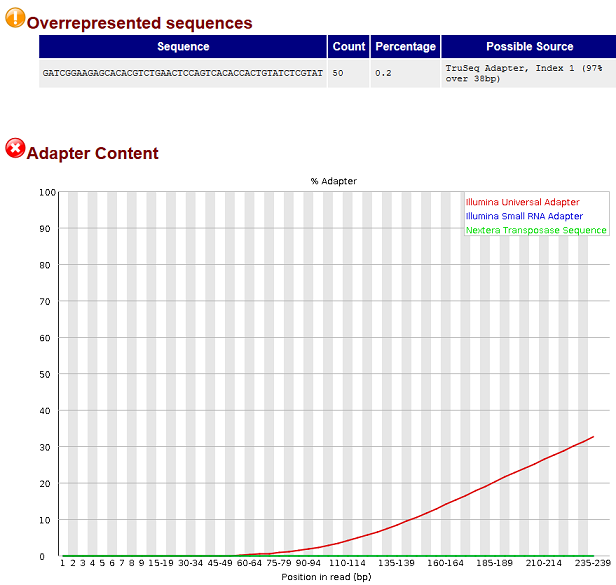 Overrepresented sequences
Sequence Count Percentage Possible Source
GATCGGAAGAGCACACGTCTGAACTCCAGTCACACCACTGTATCTCGTAT 50 0.2 TruSeq Adapter, Index 1 (97%
over 38bp)
Adapter Content
% Adapter
100
90
80
70
60
50
40
30
20
10
0
Illumina Universal Adapter
Illumina Small RNA Adapter
Nextera Transposase Sequence
1 2 3 4 5 6 7 8 9 15-19 30-34 45-49 60-64 75-79 90-94 110-114 135-139 160-164 185-189 210-214 235-239
Position in read (bp)